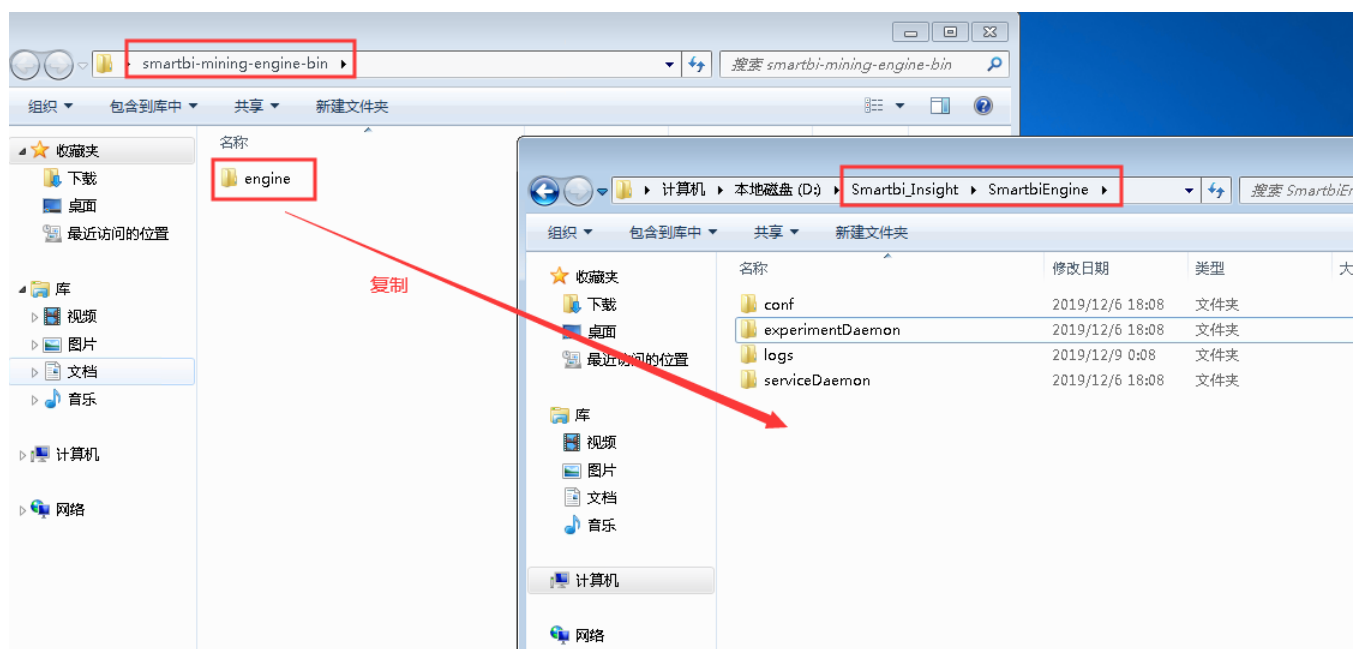 smartbi-mining-engine-bin
搜索 smartbi-mining-engine-bin
组织 包含到库中 共享 新建文件夹
名称
收藏夹
下载
桌面
最近访问的位置
库
视频
图片
文档
音乐
计算机
网络
engine
复制
计算机 本地磁盘 (D:) Smartbi_Insight SmartbiEngine
搜索 SmartbiEn
组织 包含到库中 共享 新建文件夹
收藏夹
下载
桌面
最近访问的位置
库
视频
图片
文档
音乐
计算机
网络
名称 修改日期 类型 大
conf 2019/12/6 18:08 文件夹
experimentDaemon 2019/12/6 18:08 文件夹
logs 2019/12/9 0:08 文件夹
serviceDaemon 2019/12/6 18:08 文件夹